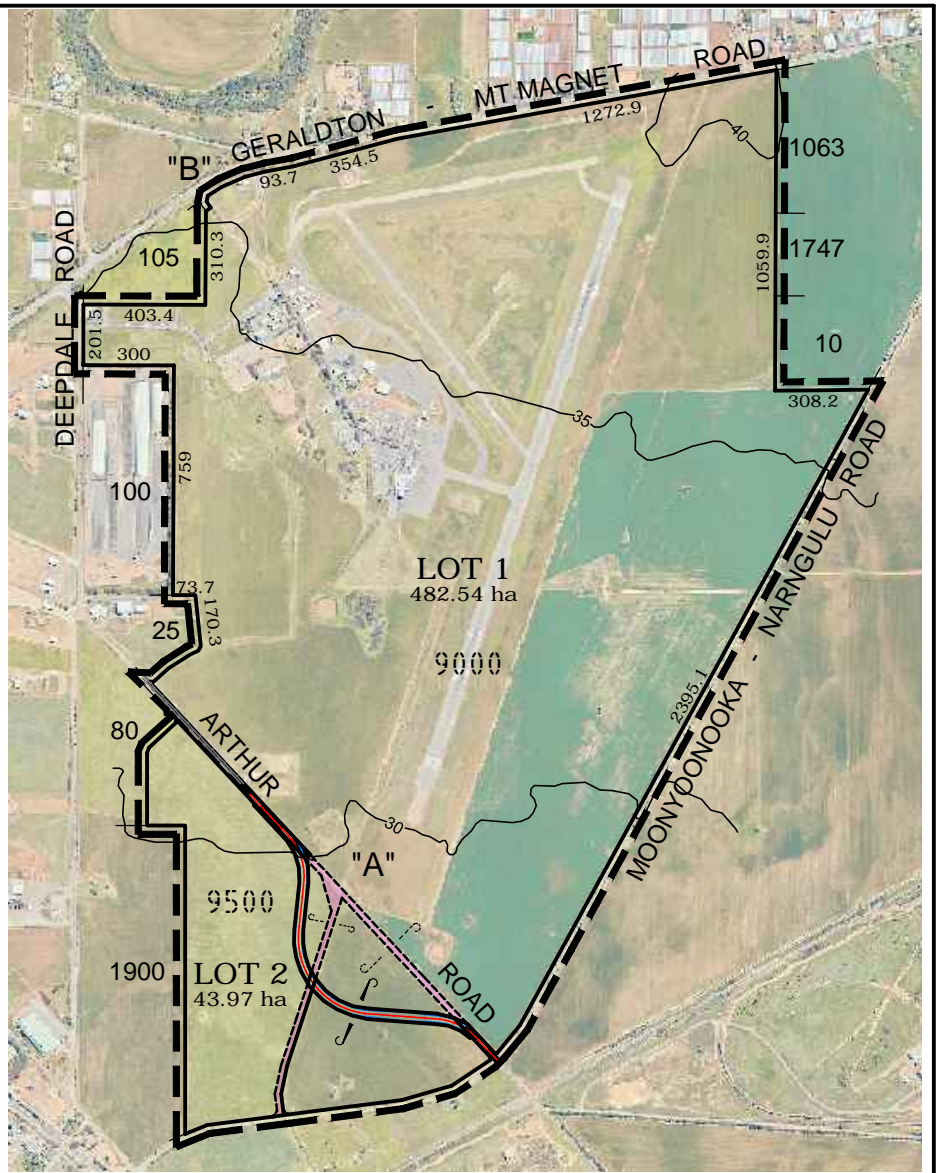 GERALDTON - MT MAGNET ROAD
1272.9
354.5
93.7
"B"
40
1063
DEEPDALE ROAD
105
310.3
1747
1059.9
403.4
201.5
300
10
308.2
35
759
100
MOONYOONOOKA - NARNGULU ROAD
2395.1
LOT 1
482.54 ha
73.7
170.3
25
9000
80
ARTHUR ROAD
30
"A"
9500
1900
LOT 2
43.97 ha